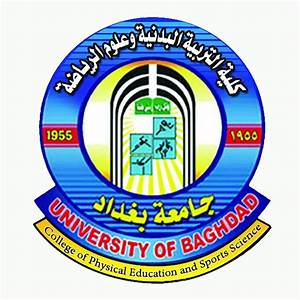 كلية التربية البدنية وعلوم الرياضة
1955
١٩٥٥
جامعة بغداد
UNIVERSITY OF BAGHDAD
College of Physical Education and Sports Science